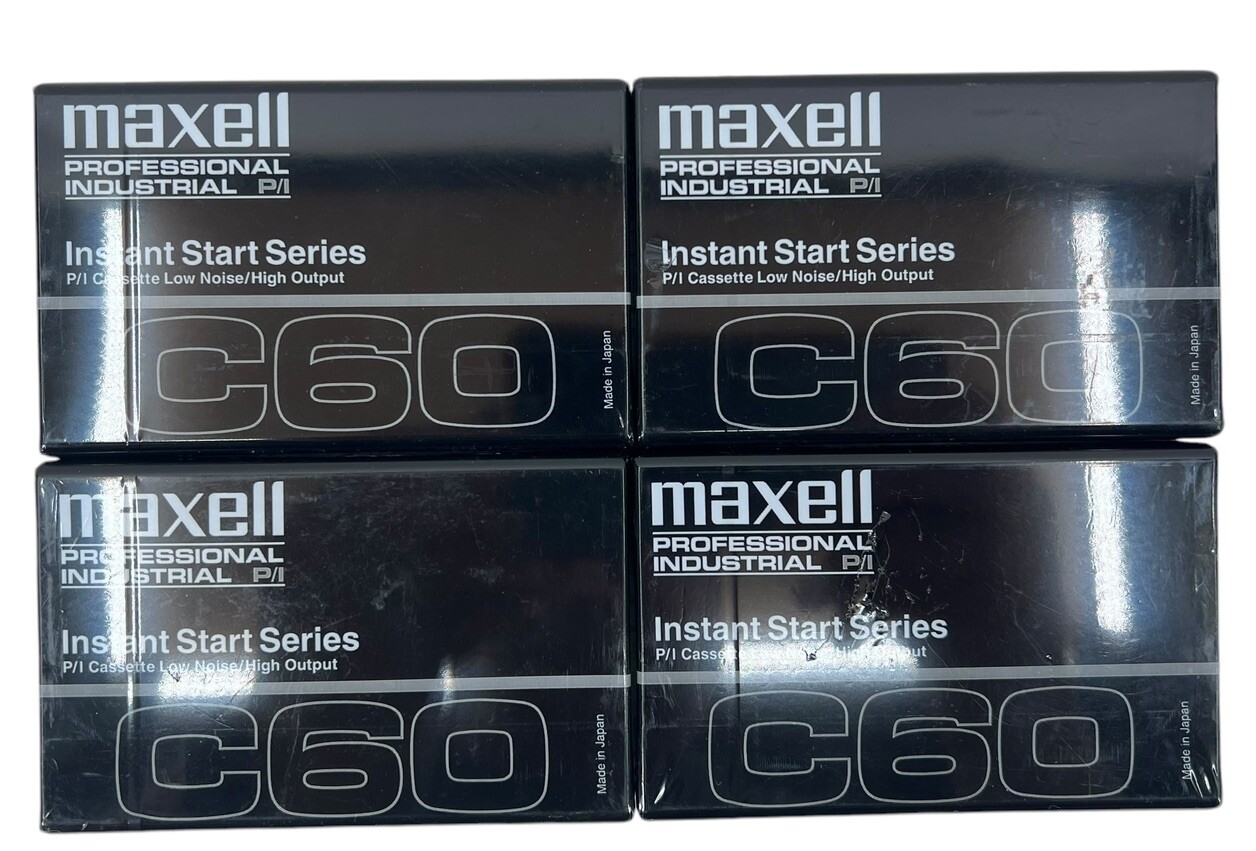 maxell
PROFESSIONAL
INDUSTRIAL P/I
Instant Start Series
P/I Cassette Low Noise/High Output
C60
Made in Japan
maxell
PROFESSIONAL
INDUSTRIAL P/I
Instant Start Series
P/I Cassette Low Noise/High Output
C60
Made in Japan
maxell
PROFESSIONAL
INDUSTRIAL P/I
Instant Start Series
P/I Cassette Low Noise/High Output
C60
Made in Japan
maxell
PROFESSIONAL
INDUSTRIAL P/I
Instant Start Series
P/I Cassette Low Noise/High Output
C60
Made in Japan